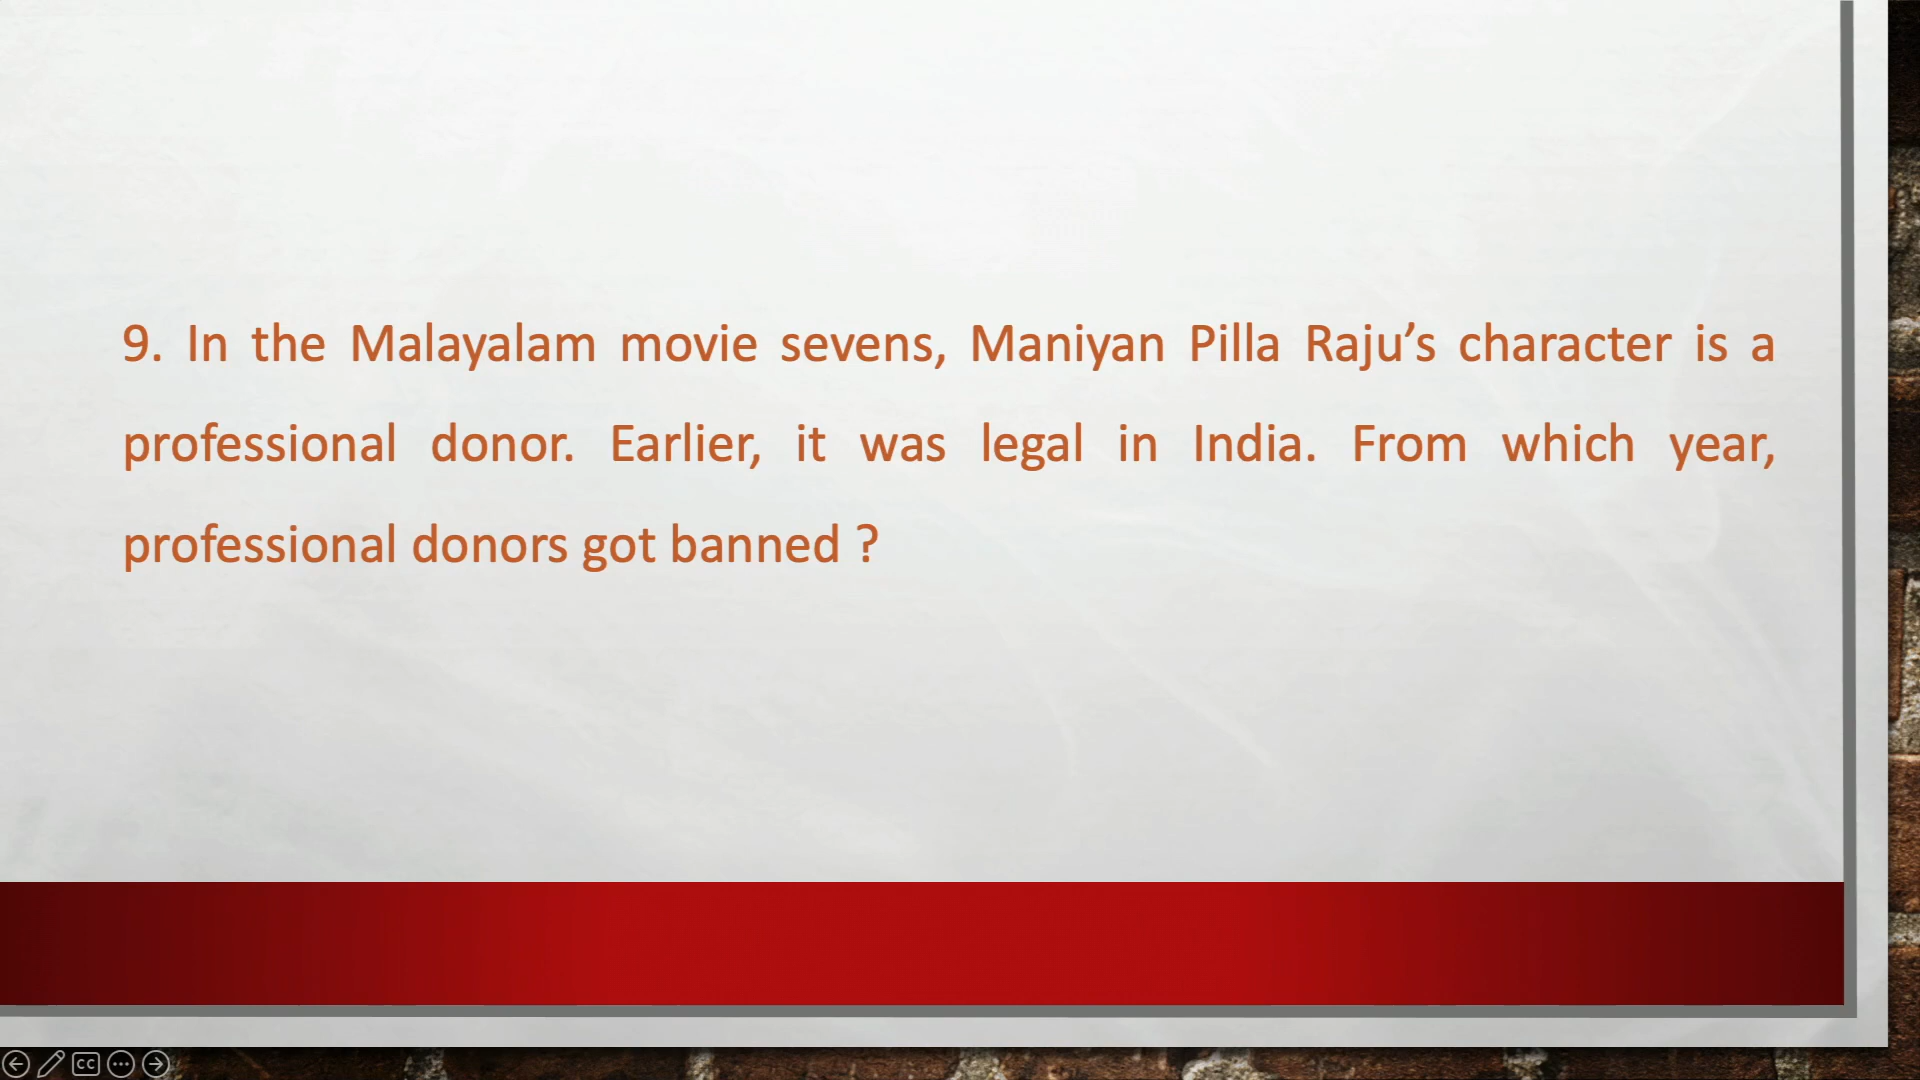 9. In the Malayalam movie sevens, Maniyan Pilla Raju’s character is a
professional donor. Earlier, it was legal in India. From which year,
professional donors got banned ?
CC